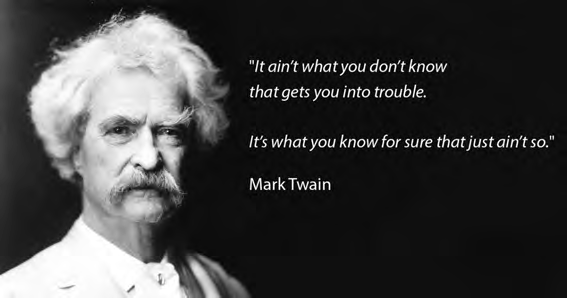 "It ain't what you don't know
that gets you into trouble.
It's what you know for sure that just ain't so."
Mark Twain